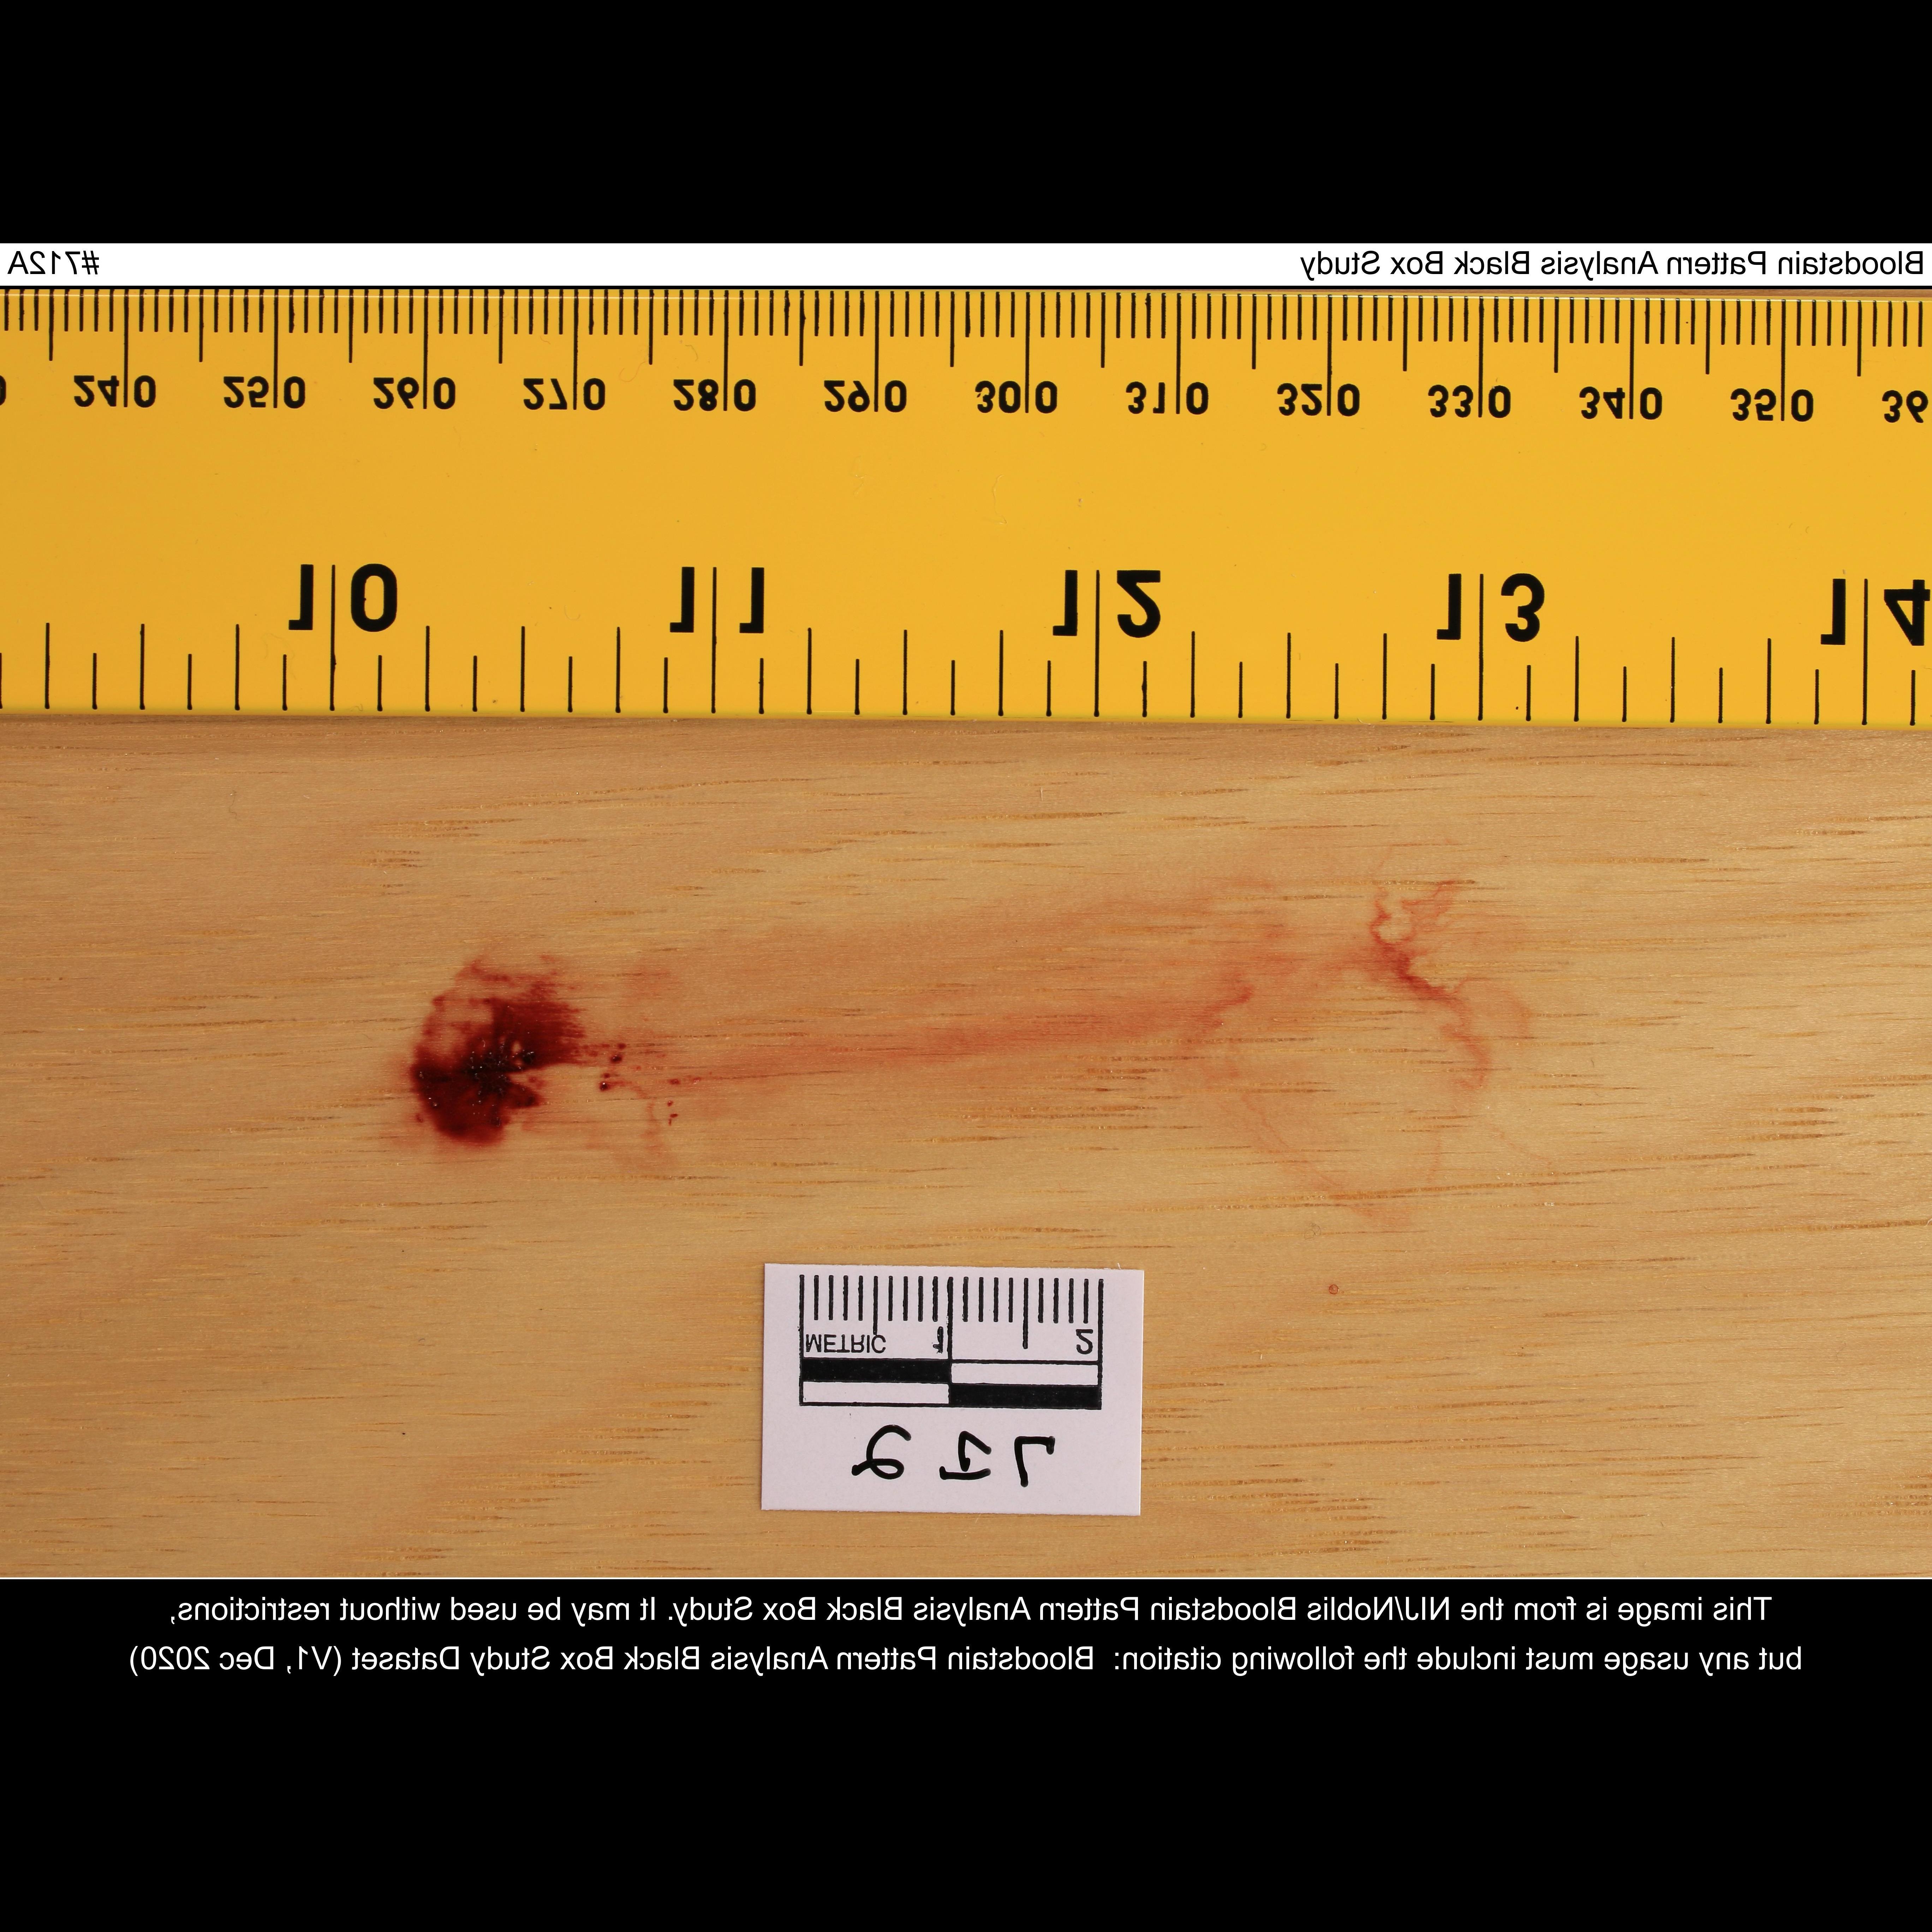 Bloodstain Pattern Analysis Black Box Study #712A
240 250 260 270 280 290 300 310 320 330 340 350 36
10 11 12 13 14
METRIC 1 2
217
This image is from the NIJ/Noblis Bloodstain Pattern Analysis Black Box Study. It may be used without restrictions,
but any usage must include the following citation: Bloodstain Pattern Analysis Black Box Study Dataset (V1, Dec 2020)